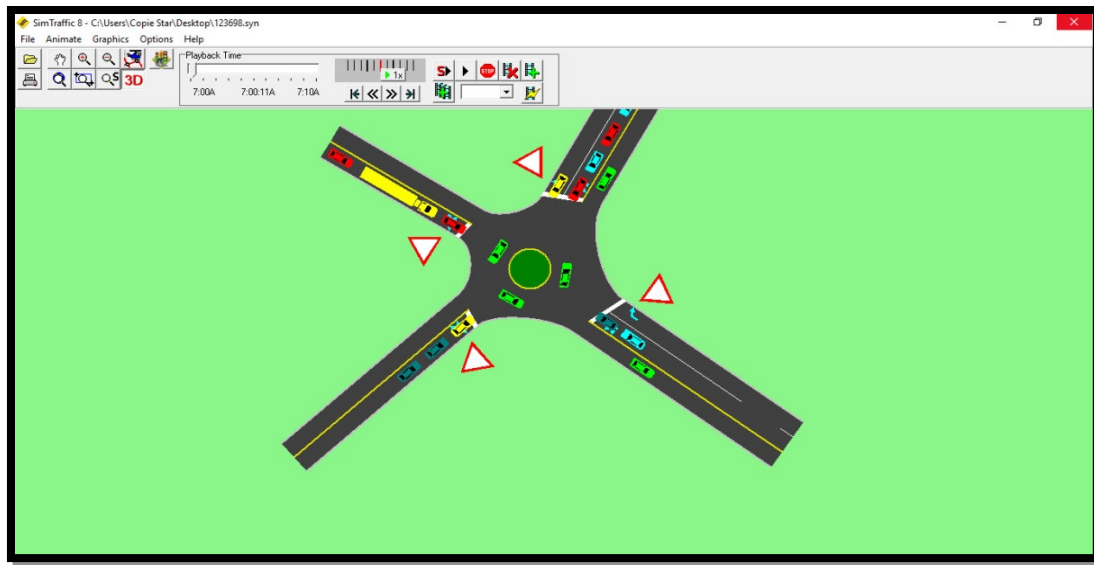 SimTraffic 8 - C:\Users\Copie Star\Desktop\123698.syn
File Animate Graphics Options Help
Playback Time
1x
S
STOP
S
3D
7:00A 7:00:11A 7:10A